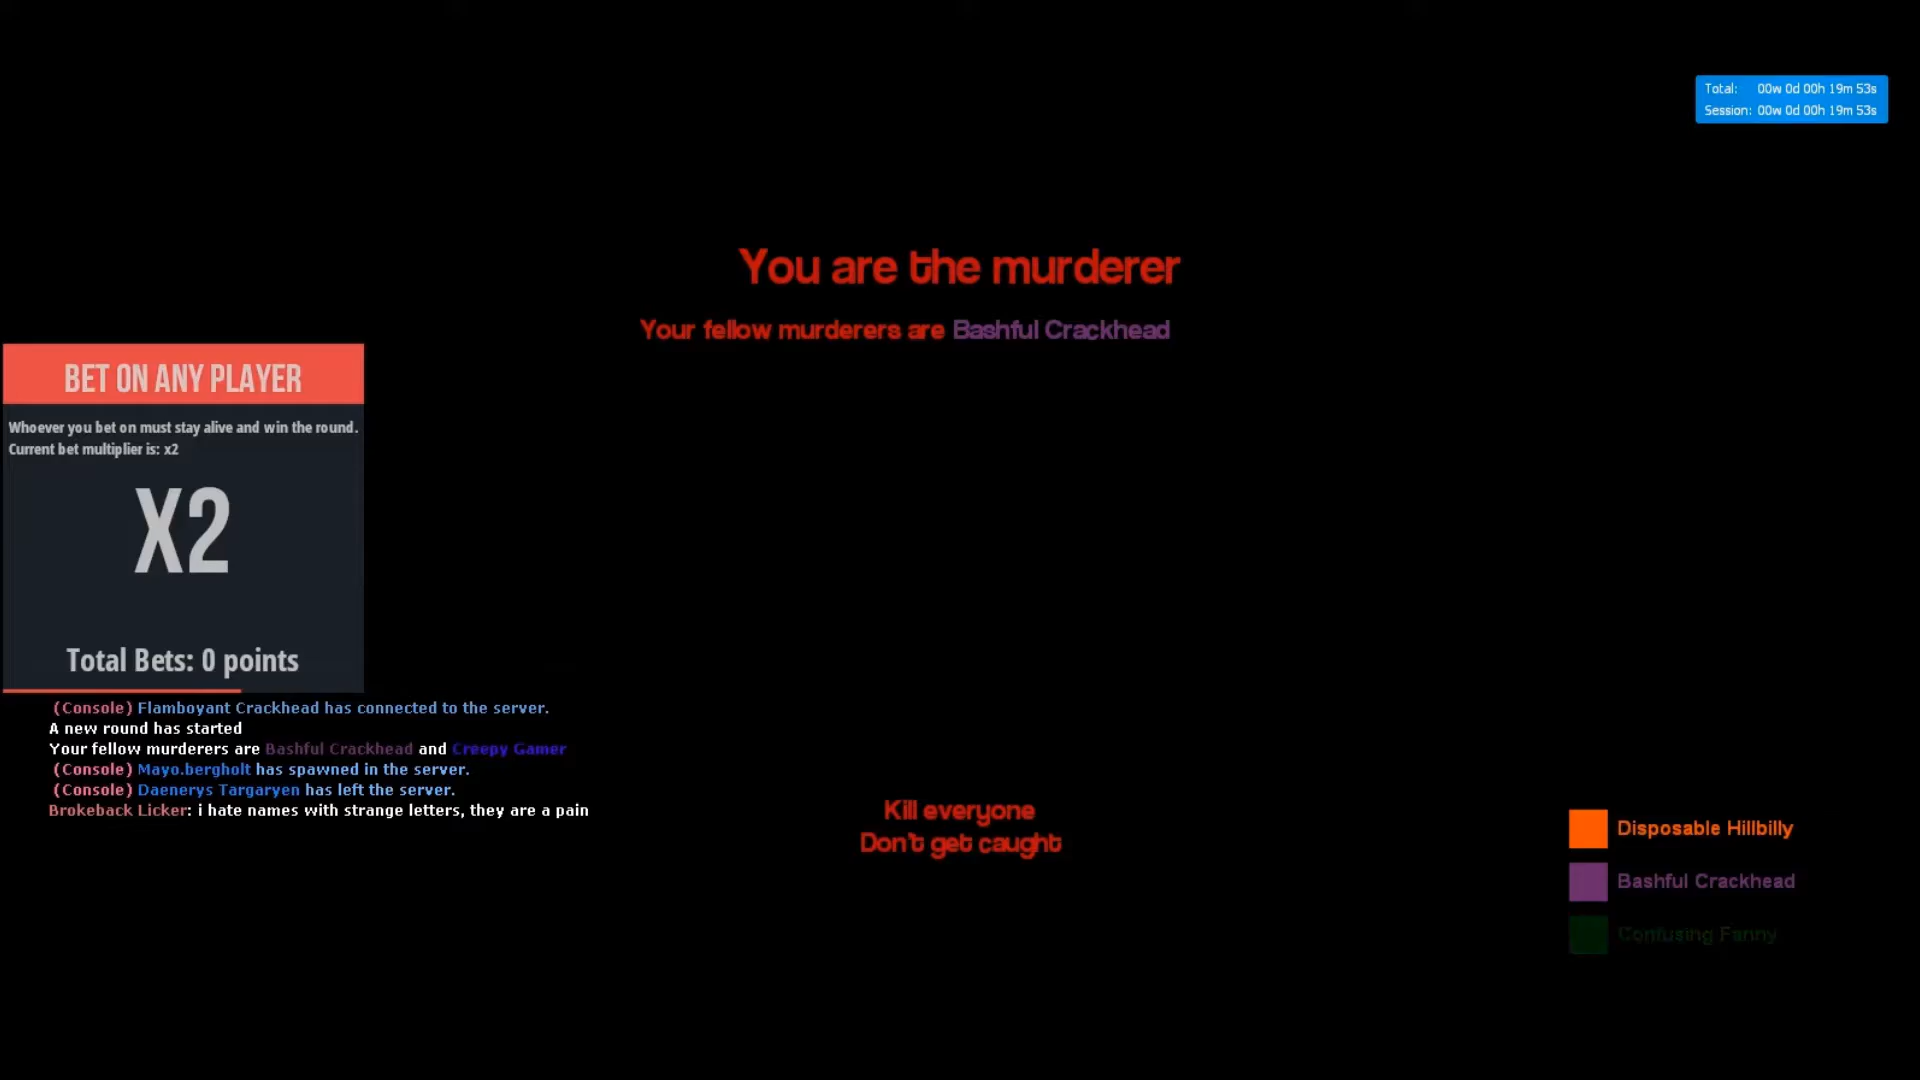 Total: 00w 0d 00h 19m 53s
Session: 00w 0d 00h 19m 53s
You are the murderer
Your fellow murderers are Bashful Crackhead
BET ON ANY PLAYER
Whoever you bet on must stay alive and win the round.
Current bet multiplier is: x2
X2
Total Bets: 0 points
(Console) Flamboyant Crackhead has connected to the server.
A new round has started
Your fellow murderers are Bashful Crackhead and Creepy Gamer
(Console) Mayo.bergholt has spawned in the server.
(Console) Daenerys Targaryen has left the server.
Brokeback Licker: i hate names with strange letters, they are a pain
Kill everyone
Don't get caught
Disposable Hillbilly
Bashful Crackhead
Confusing Fanny